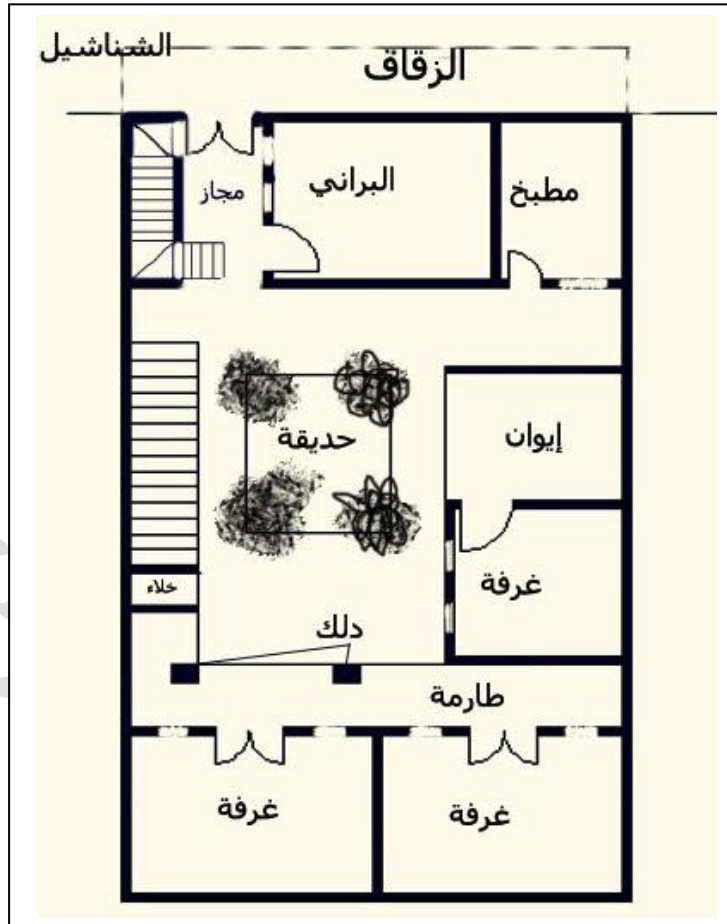 الشناشيل
الزقاق
مجاز
البراني
مطبخ
حديقة
إيوان
غرفة
خلاء
دلك
طارمة
غرفة
غرفة